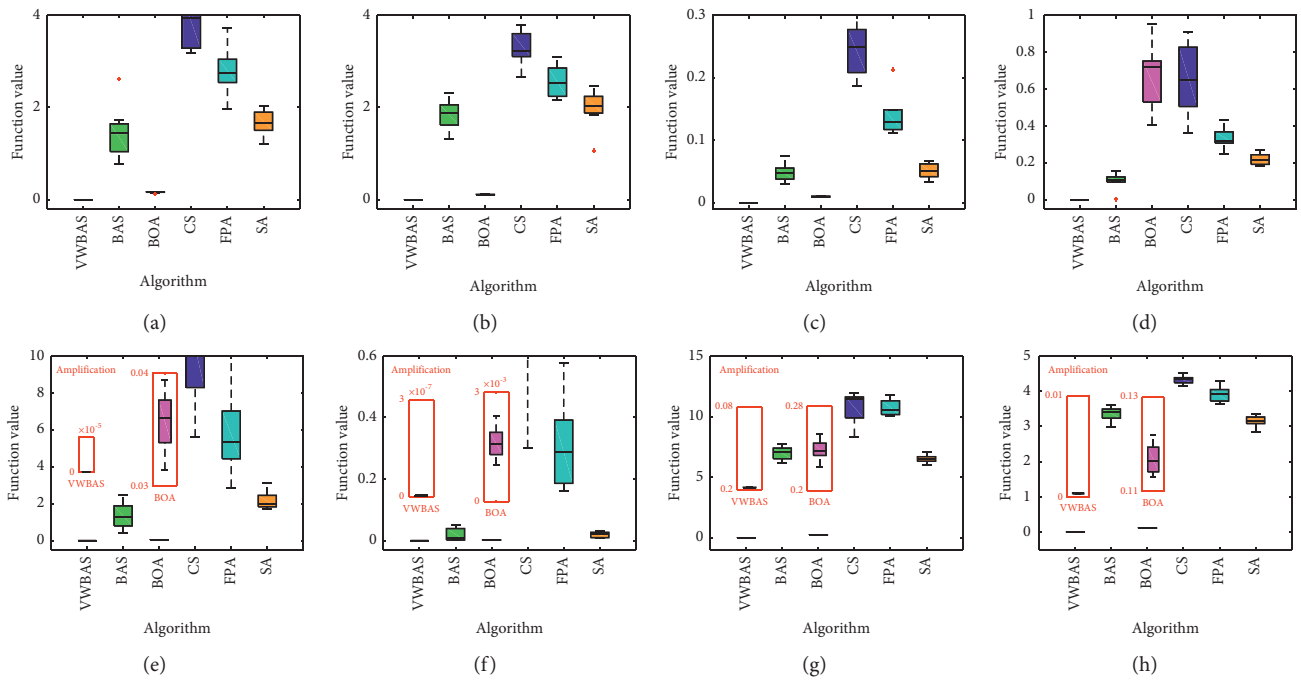 4
2
0
Function value
VWBAS
BAS
BOA
CS
FPA
SA
Algorithm
(a)
4
2
0
Function value
VWBAS
BAS
BOA
CS
FPA
SA
Algorithm
(b)
0.3
0.2
0.1
0
Function value
VWBAS
BAS
BOA
CS
FPA
SA
Algorithm
(c)
1
0.8
0.6
0.4
0.2
0
Function value
VWBAS
BAS
BOA
CS
FPA
SA
Algorithm
(d)
10
8
6
4
2
0
Function value
Amplification
×10⁻⁵
0
VWBAS
0.04
0.03
BOA
VWBAS
BAS
BOA
CS
FPA
SA
Algorithm
(e)
0.6
0.4
0.2
0
Function value
Amplification
×10⁻⁷
3
0
VWBAS
×10⁻³
3
0
BOA
VWBAS
BAS
BOA
CS
FPA
SA
Algorithm
(f)
15
10
5
0
Function value
Amplification
0.08
0.2
VWBAS
0.28
0.2
BOA
VWBAS
BAS
BOA
CS
FPA
SA
Algorithm
(g)
5
4
3
2
1
0
Function value
Amplification
0.01
0
VWBAS
0.13
0.11
BOA
VWBAS
BAS
BOA
CS
FPA
SA
Algorithm
(h)